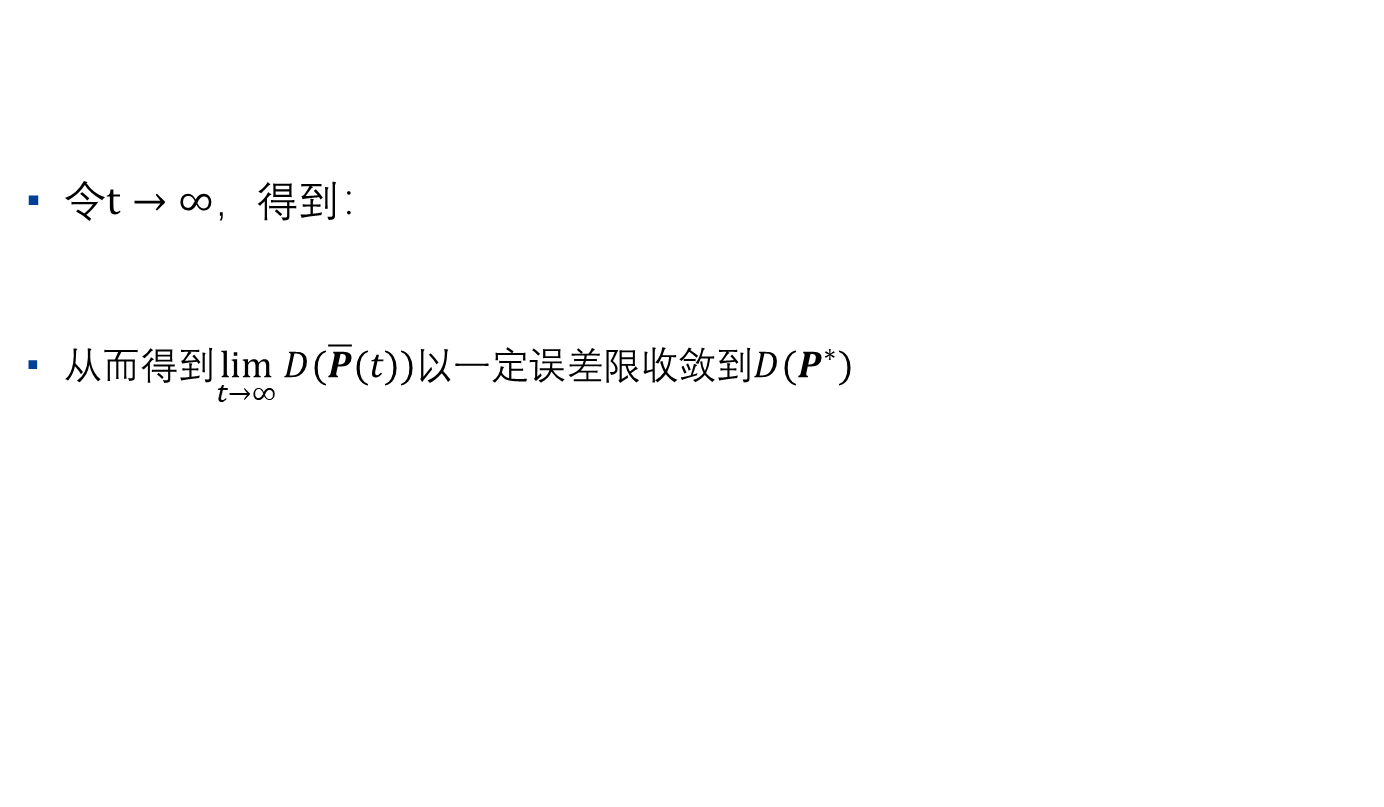 ▪ 令t → ∞，得到：
▪ 从而得到lim D(P̅(t))以一定误差限收敛到D(P*)
t→∞